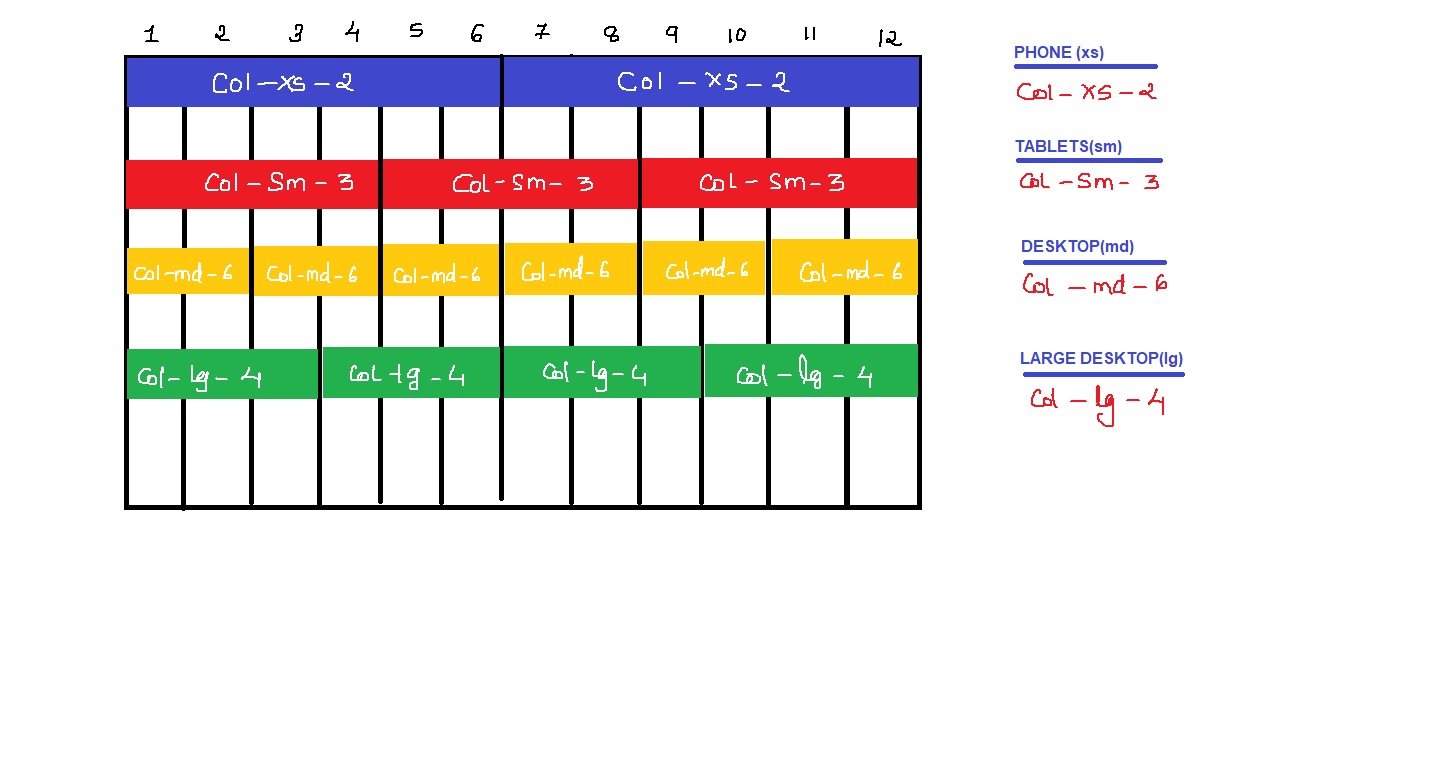 1 2 3 4 5 6 7 8 9 10 11 12
Col-xs-2 Col-xs-2
Col-Sm-3 Col-Sm-3 Col-Sm-3
Col-md-6 Col-md-6 Col-md-6 Col-md-6 Col-md-6 Col-md-6
Col-lg-4 Col-lg-4 Col-lg-4 Col-lg-4
PHONE (xs)
Col-xs-2
TABLETS(sm)
Col-Sm-3
DESKTOP(md)
Col-md-6
LARGE DESKTOP(lg)
Col-lg-4